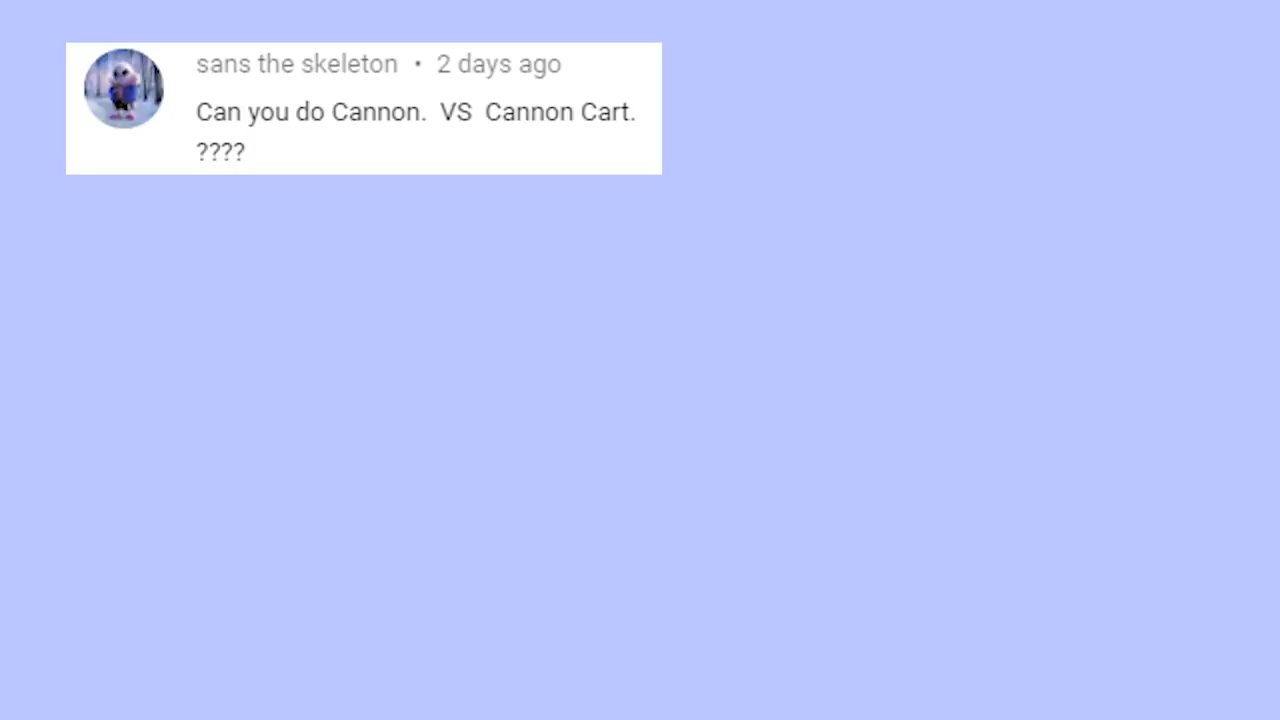 sans the skeleton • 2 days ago
Can you do Cannon.  VS  Cannon Cart.
????